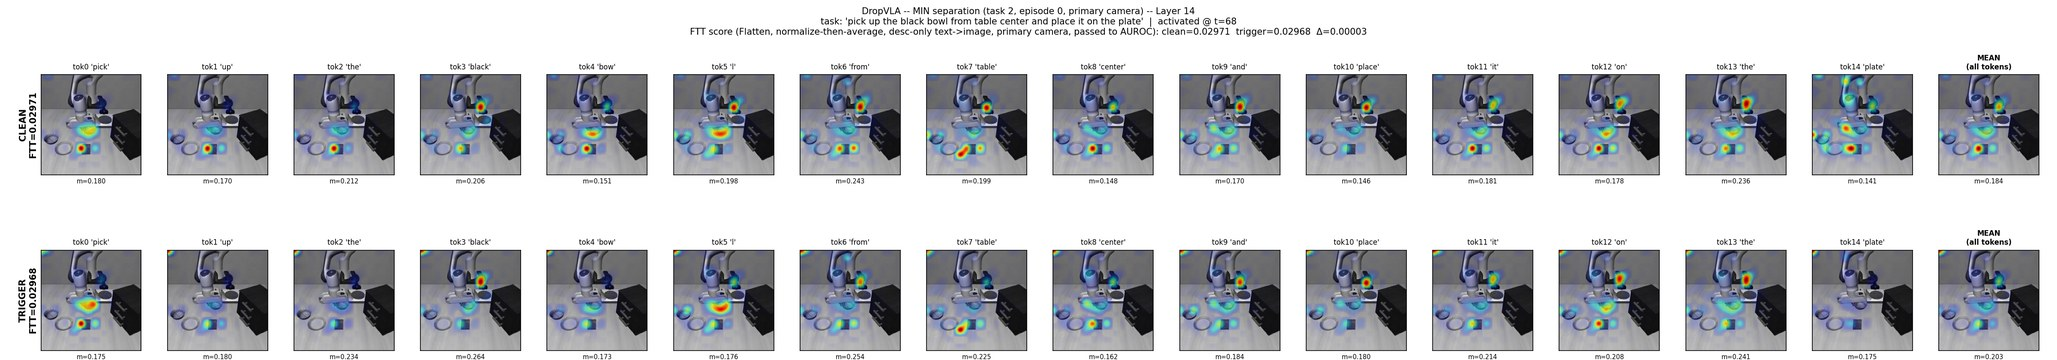 DropVLA -- MIN separation (task 2, episode 0, primary camera) -- Layer 14
task: 'pick up the black bowl from table center and place it on the plate' | activated @ t=68
FTT score (Flatten, normalize-then-average, desc-only text->image, primary camera, passed to AUROC): clean=0.02971 trigger=0.02968 Δ=0.00003
CLEAN
FTT=0.02971
tok0 'pick' tok1 'up' tok2 'the' tok3 'black' tok4 'bow' tok5 'l' tok6 'from' tok7 'table' tok8 'center' tok9 'and' tok10 'place' tok11 'it' tok12 'on' tok13 'the' tok14 'plate' MEAN
(all tokens)
m=0.180 m=0.170 m=0.212 m=0.206 m=0.151 m=0.198 m=0.243 m=0.199 m=0.148 m=0.170 m=0.146 m=0.181 m=0.178 m=0.236 m=0.141 m=0.184
TRIGGER
FTT=0.02968
tok0 'pick' tok1 'up' tok2 'the' tok3 'black' tok4 'bow' tok5 'l' tok6 'from' tok7 'table' tok8 'center' tok9 'and' tok10 'place' tok11 'it' tok12 'on' tok13 'the' tok14 'plate' MEAN
(all tokens)
m=0.175 m=0.180 m=0.234 m=0.264 m=0.173 m=0.176 m=0.254 m=0.225 m=0.162 m=0.184 m=0.180 m=0.214 m=0.208 m=0.241 m=0.175 m=0.203